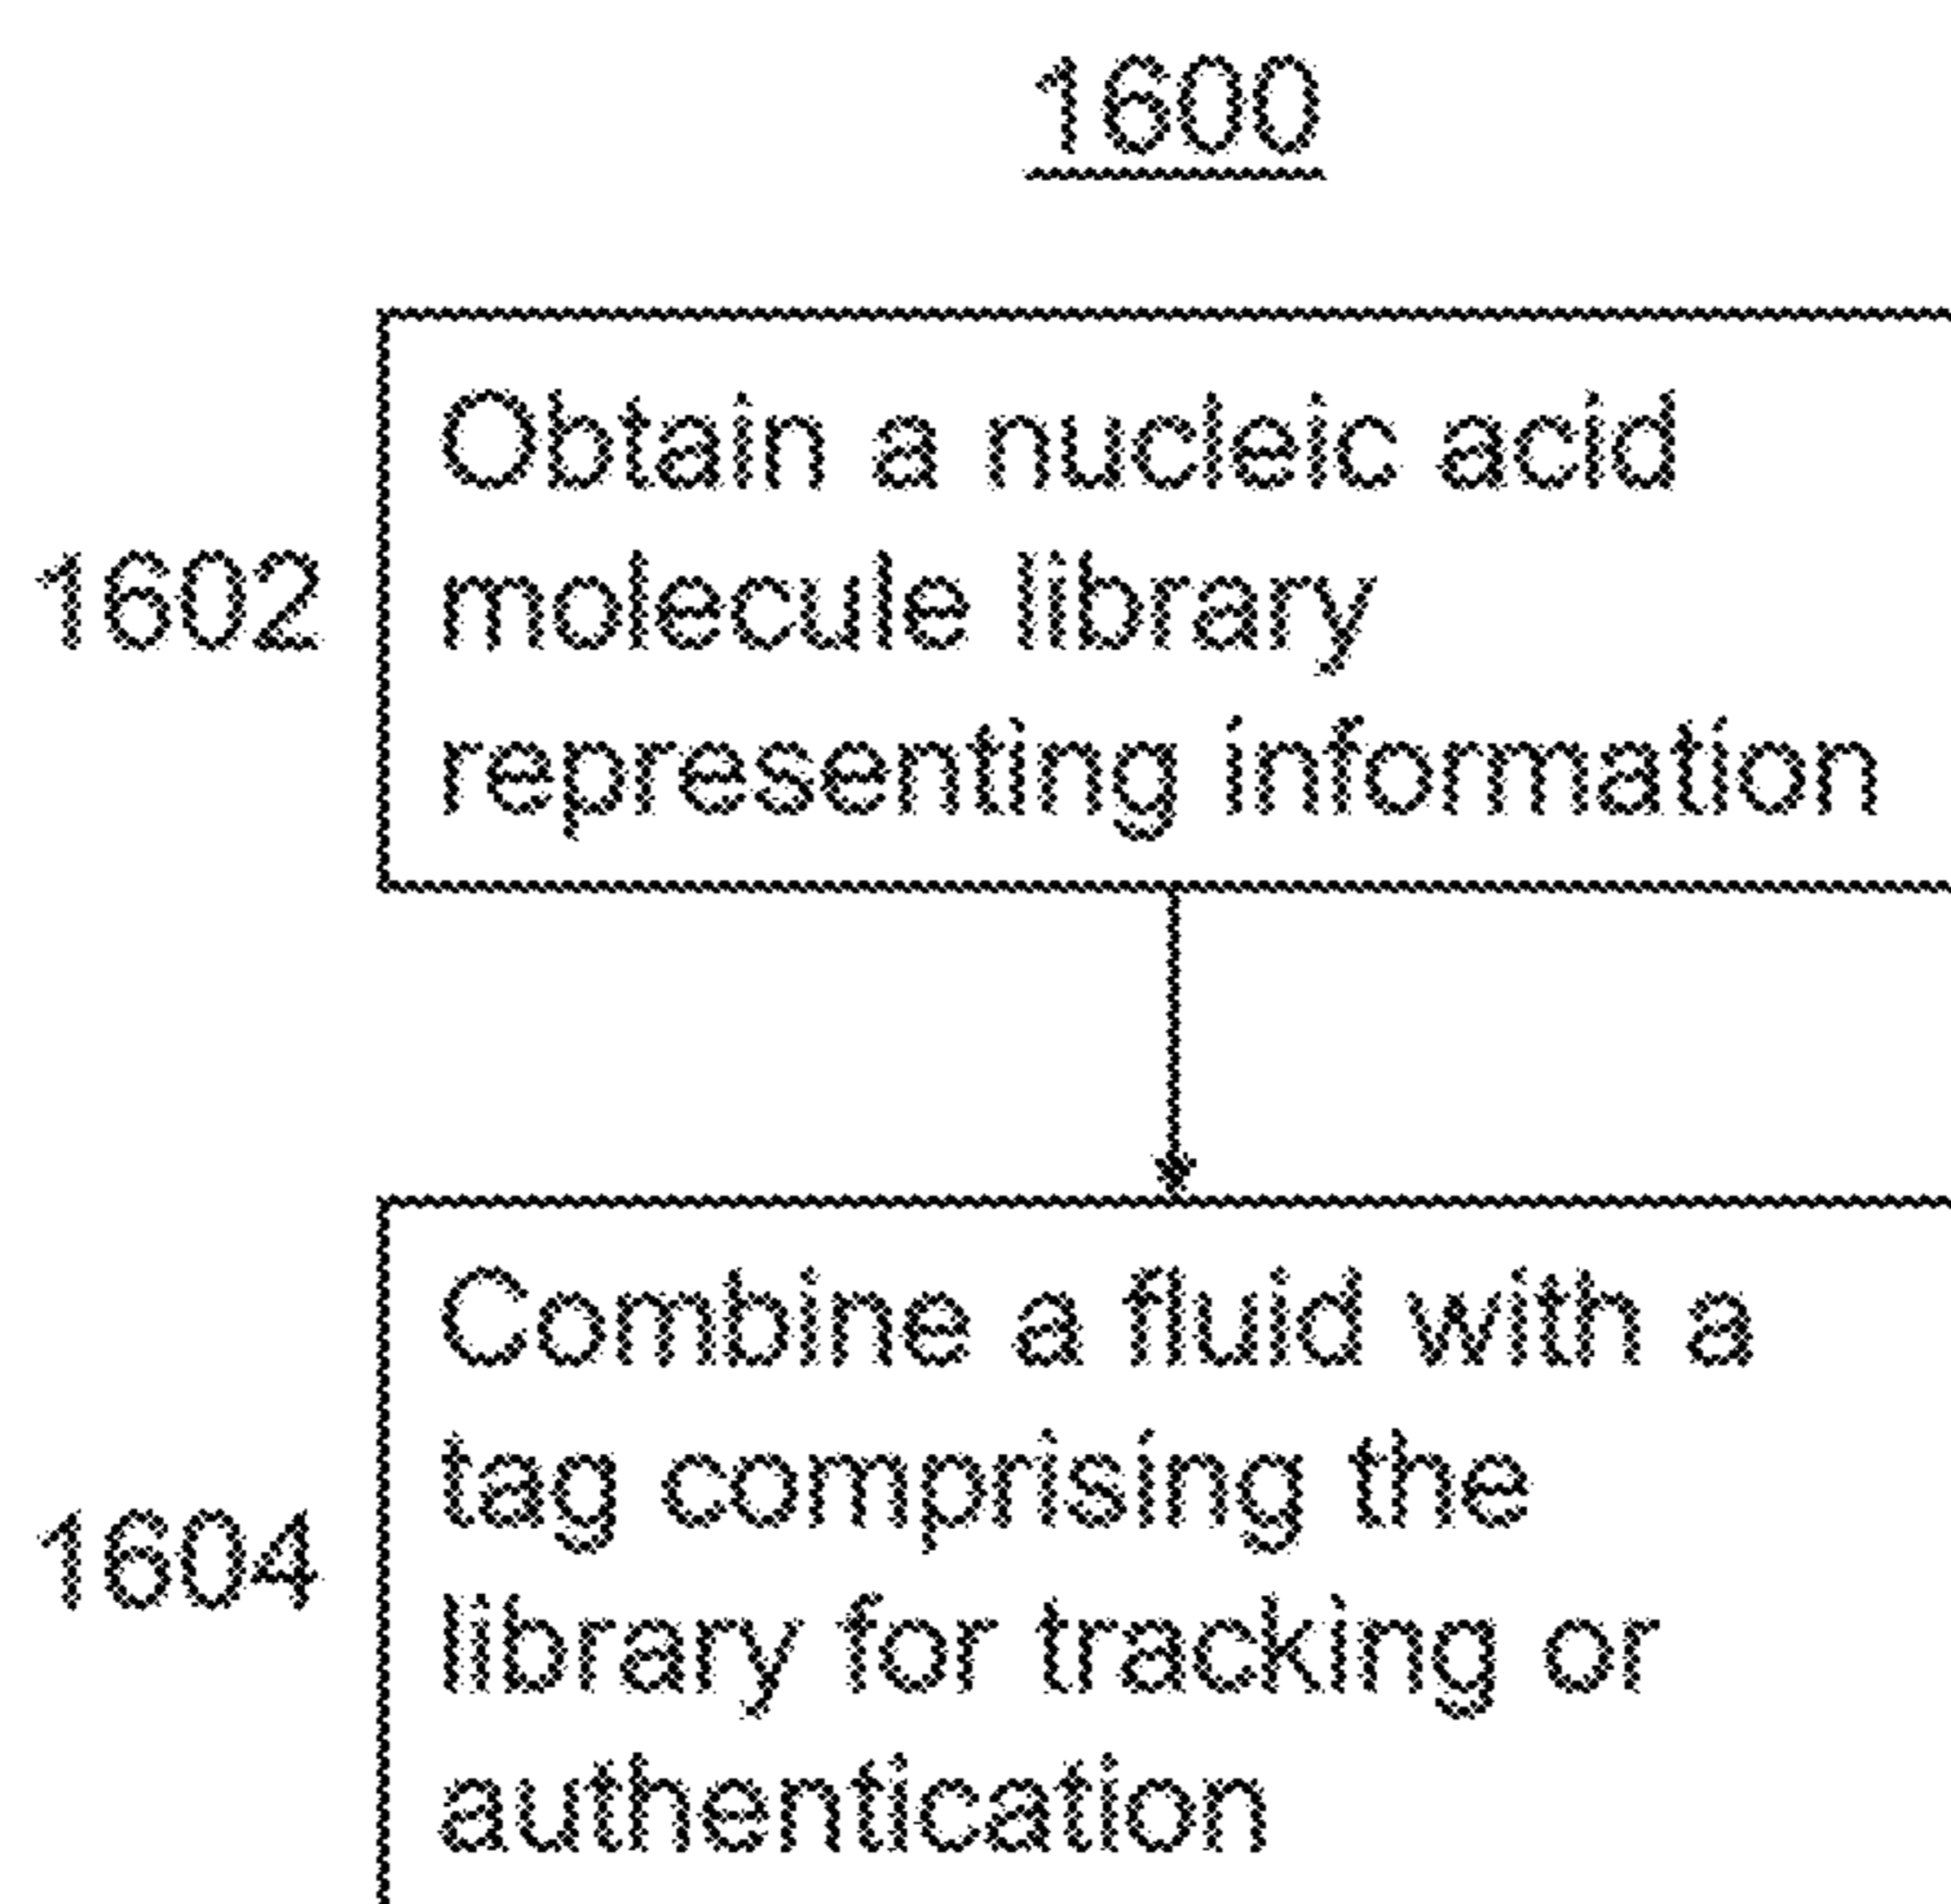 1600
Obtain a nucleic acid
1602
molecule library
representing information
Combine a fluid with a
tag comprising the
1604
library for tracking or
authentication